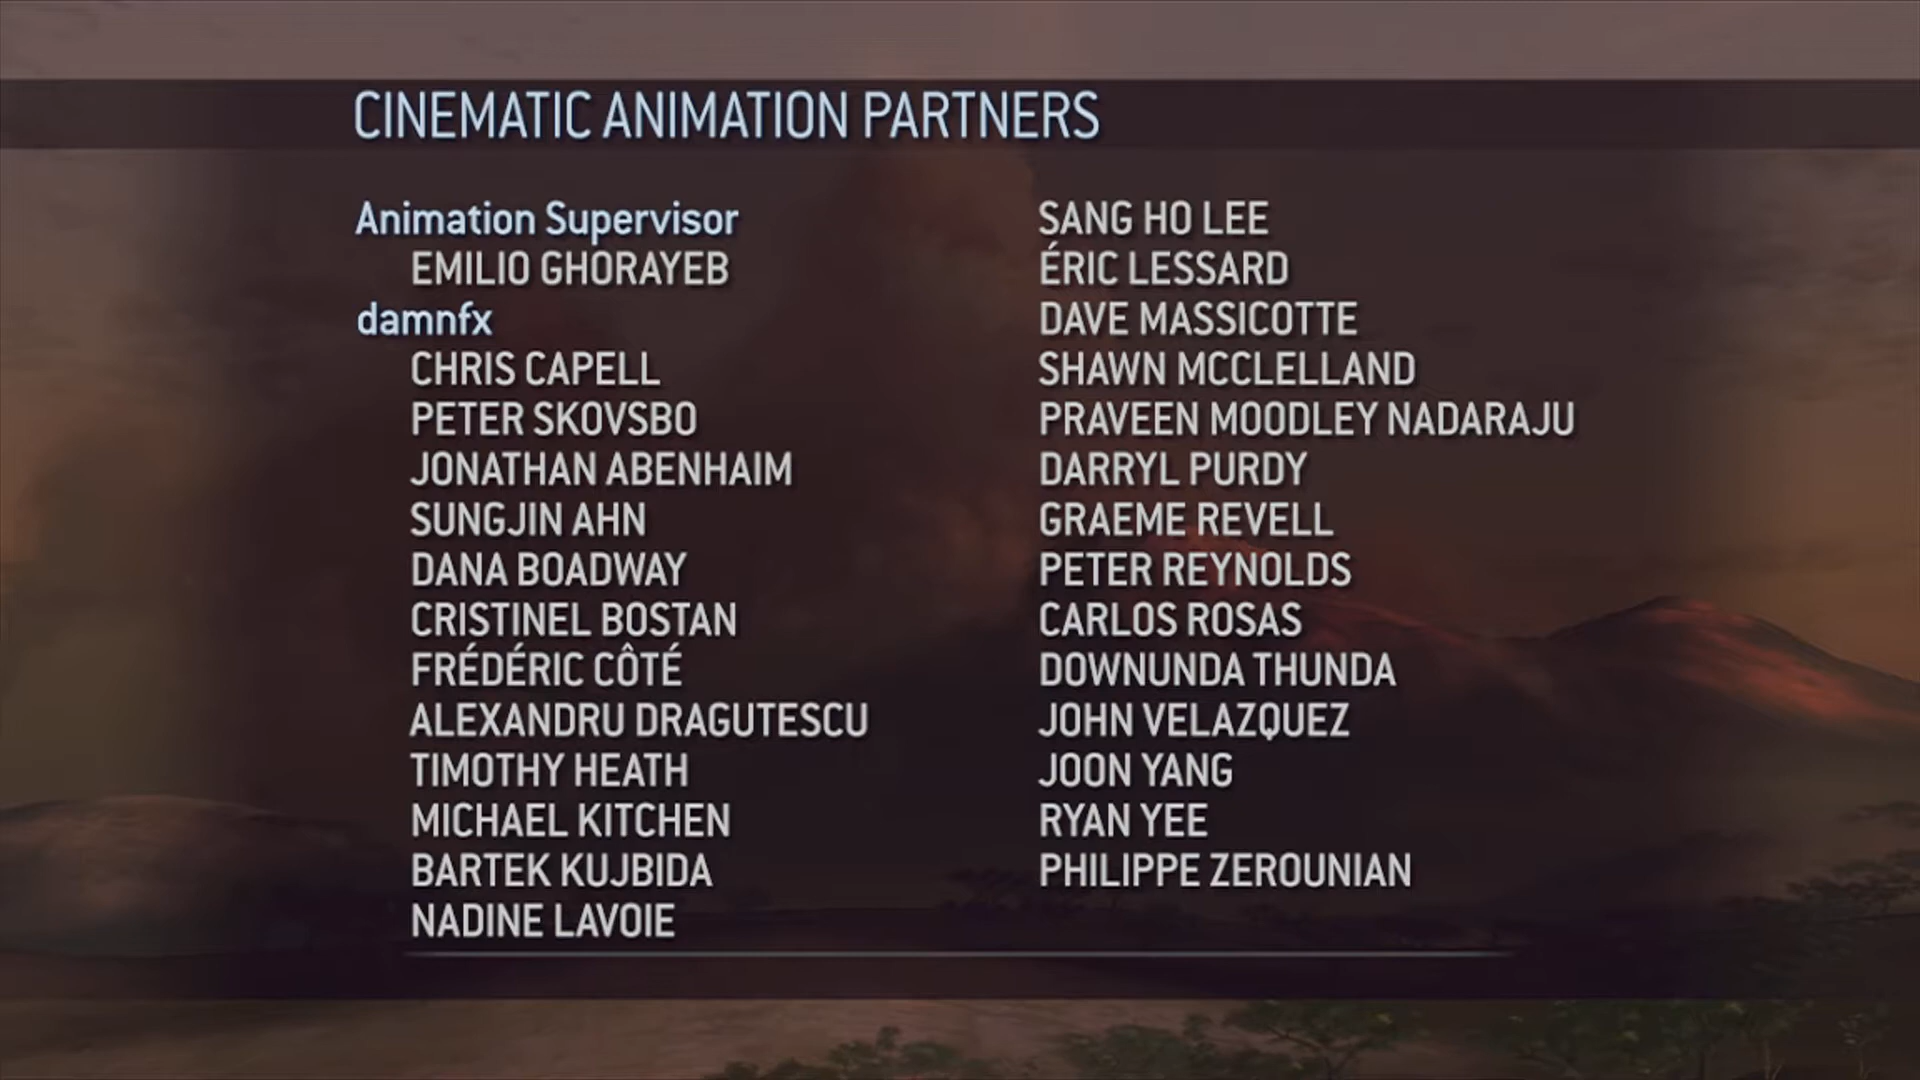 CINEMATIC ANIMATION PARTNERS
Animation Supervisor
EMILIO GHORAYEB
damnfx
CHRIS CAPELL
PETER SKOVSBO
JONATHAN ABENHAIM
SUNGJIN AHN
DANA BOADWAY
CRISTINEL BOSTAN
FRÉDÉRIC CÔTÉ
ALEXANDRU DRAGUTESCU
TIMOTHY HEATH
MICHAEL KITCHEN
BARTEK KUJBIDA
NADINE LAVOIE
SANG HO LEE
ÉRIC LESSARD
DAVE MASSICOTTE
SHAWN MCCLELLAND
PRAVEEN MOODLEY NADARAJU
DARRYL PURDY
GRAEME REVELL
PETER REYNOLDS
CARLOS ROSAS
DOWNUNDA THUNDA
JOHN VELAZQUEZ
JOON YANG
RYAN YEE
PHILIPPE ZEROUNIAN